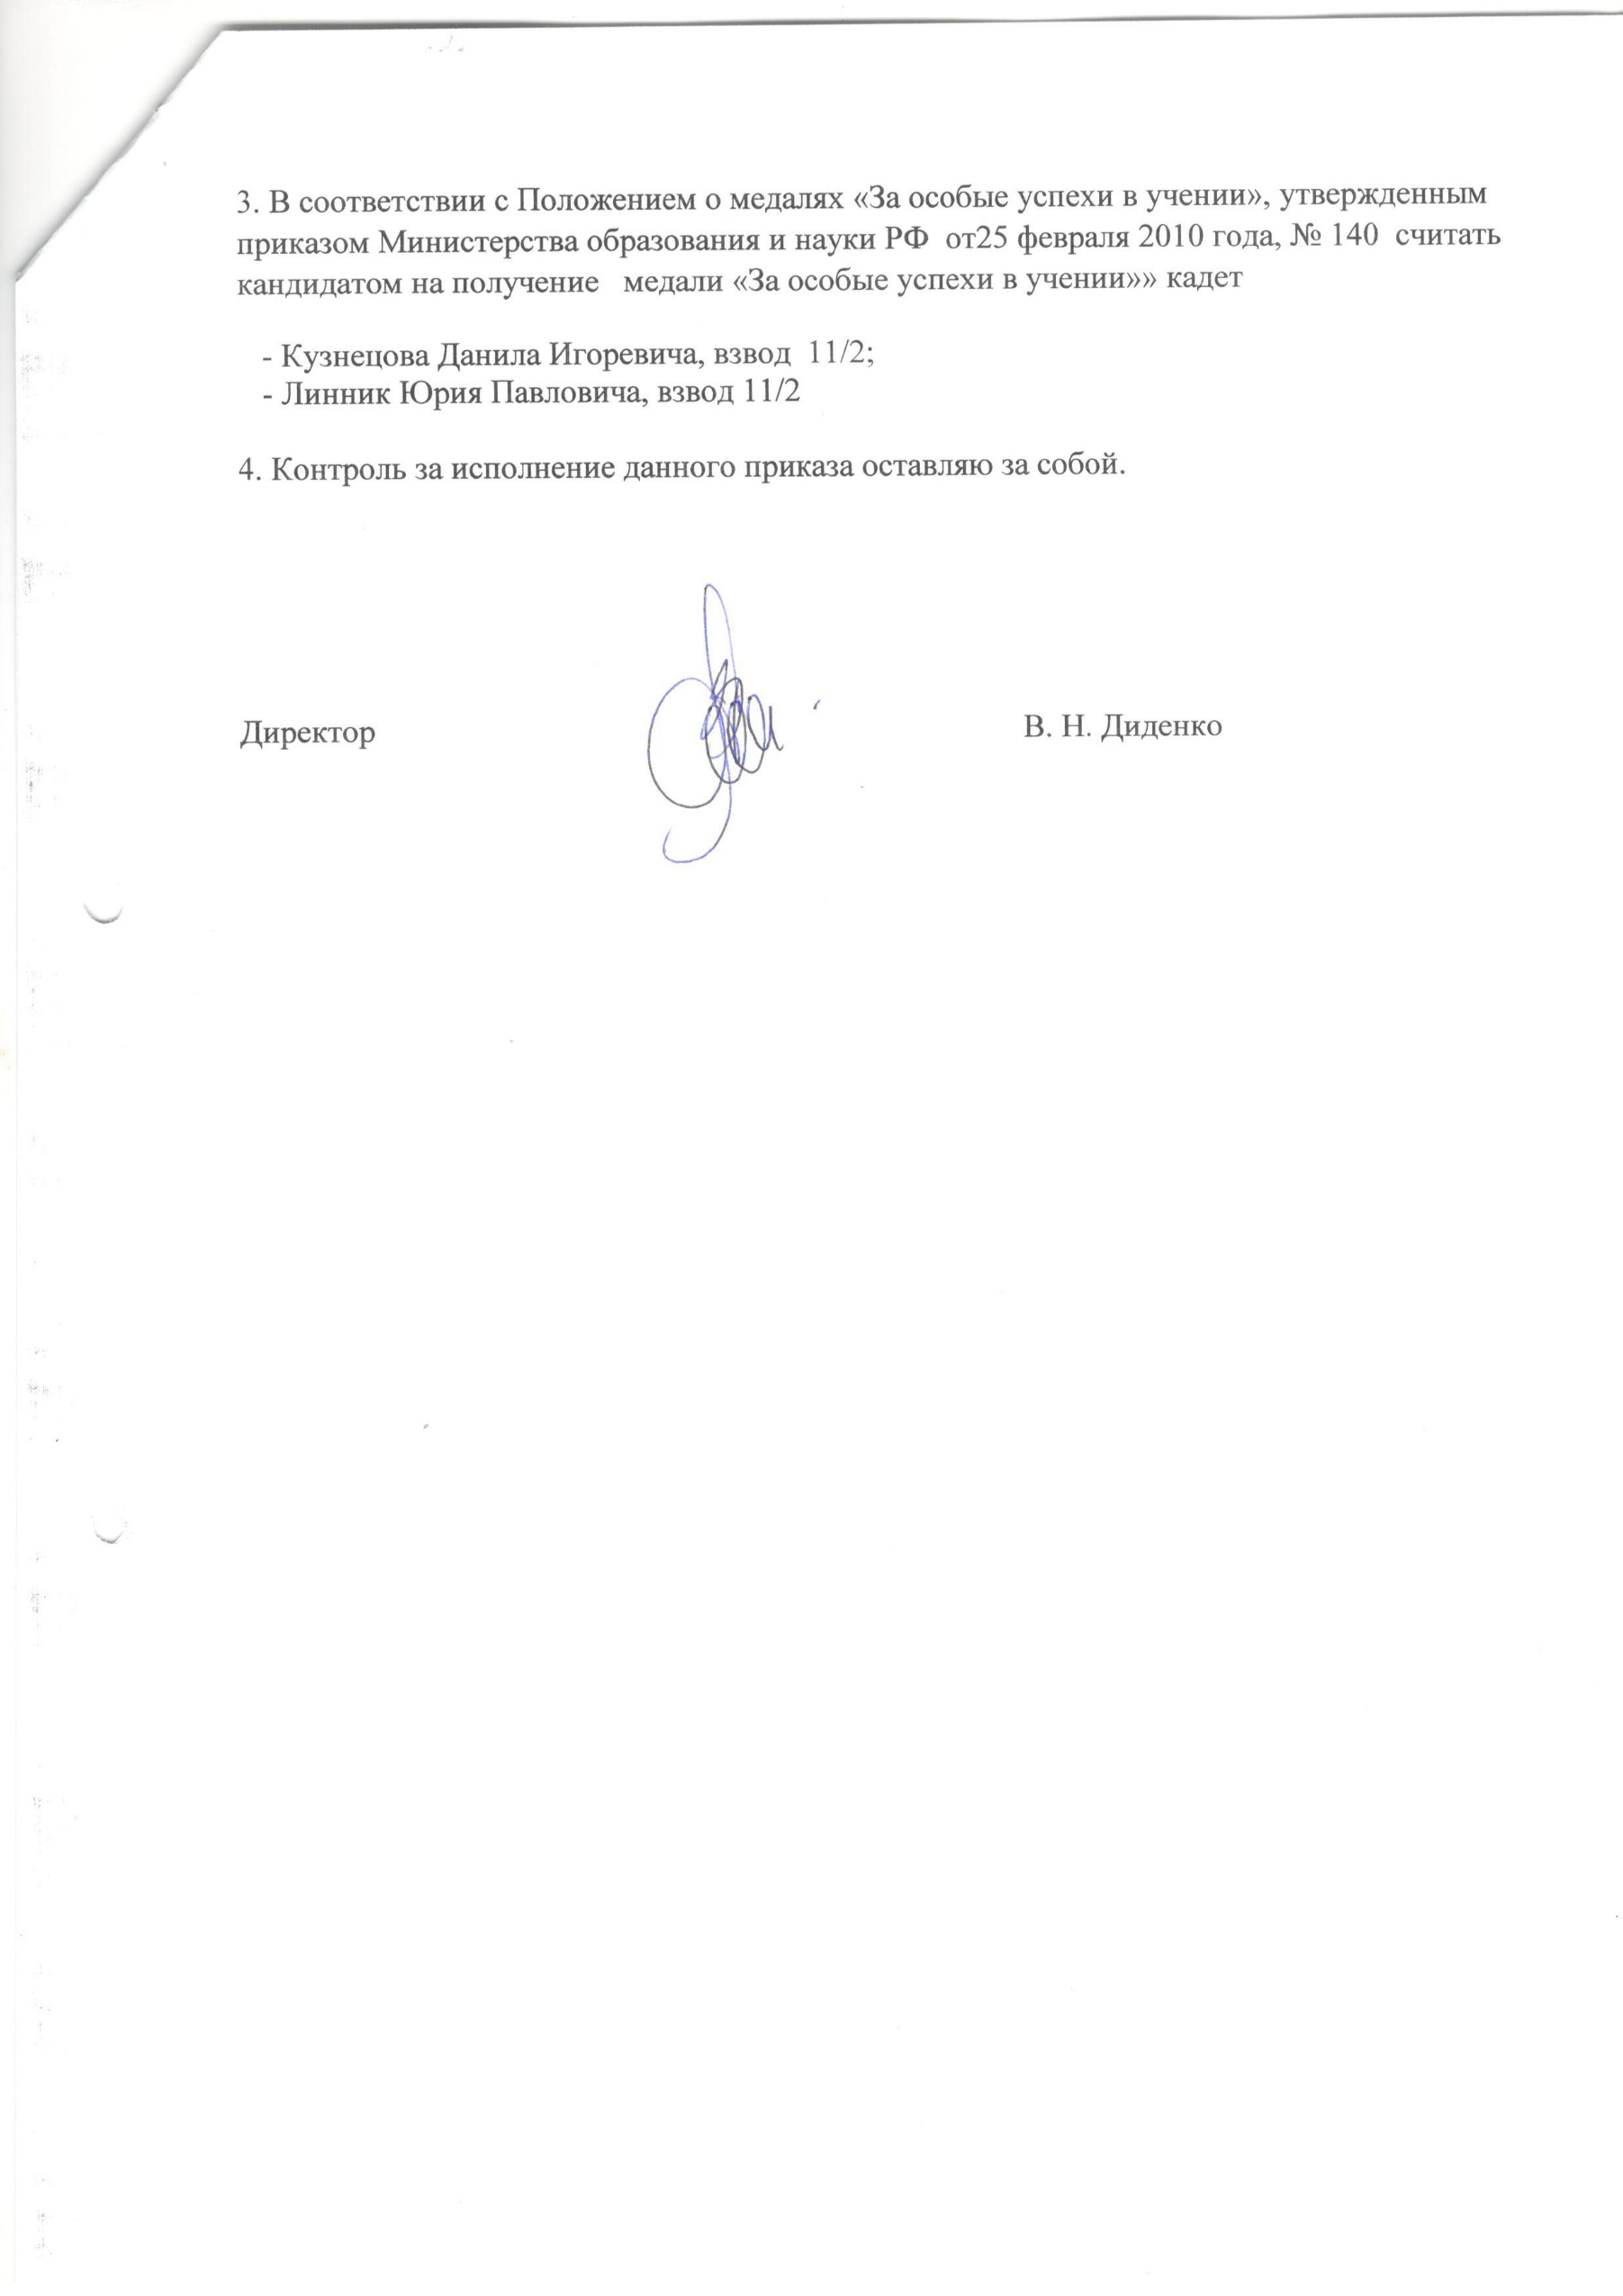 3. В соответствии с Положением о медалях «За особые успехи в учении», утвержденным
приказом Министерства образования и науки РФ от25 февраля 2010 года, № 140 считать
кандидатом на получение медали «За особые успехи в учении»» кадет
- Кузнецова Данила Игоревича, взвод 11/2;
- Линник Юрия Павловича, взвод 11/2
4. Контроль за исполнение данного приказа оставляю за собой.
Директор В. Н. Диденко